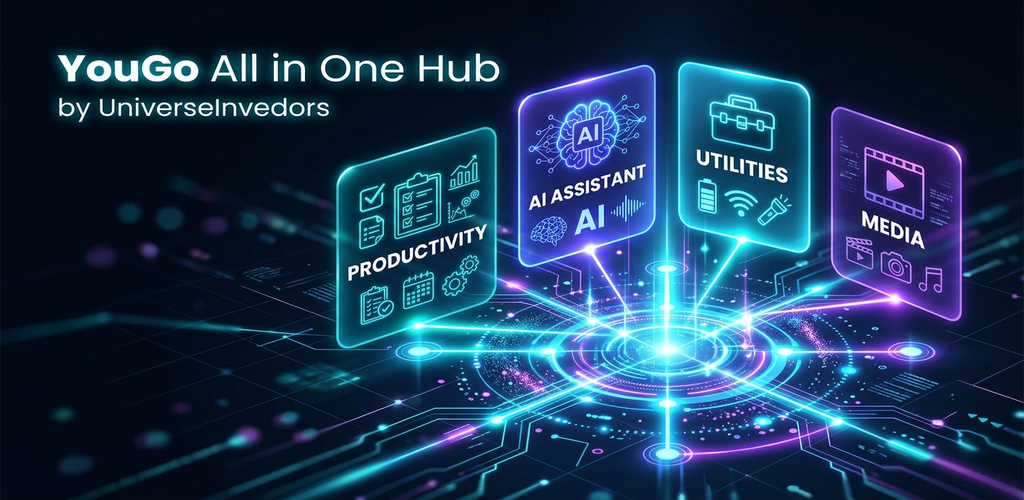 YouGo All in One Hub
by UniverseInvedors
PRODUCTIVITY
AI
AI ASSISTANT
AI
UTILITIES
MEDIA